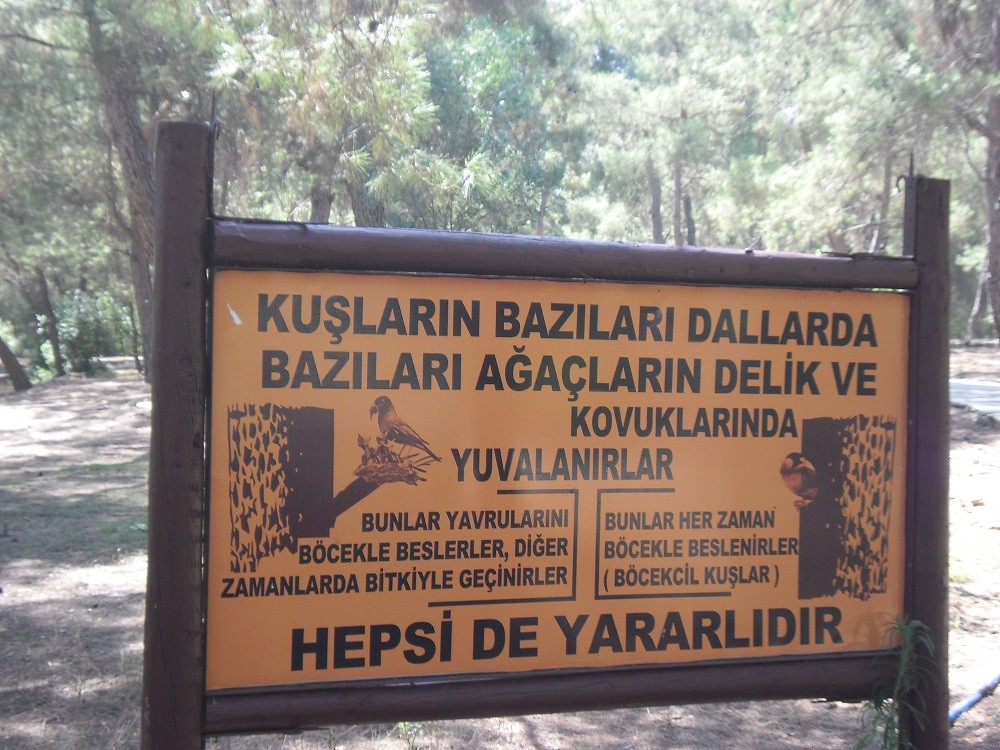 KUŞLARIN BAZILARI DALLARDA
BAZILARI AĞAÇLARIN DELİK VE
KOVUKLARINDA
YUVALANIRLAR
BUNLAR YAVRULARINI
BÖCEKLE BESLERLER, DİĞER
ZAMANLARDA BİTKİYLE GEÇİNİRLER
BUNLAR HER ZAMAN
BÖCEKLE BESLENİRLER
( BÖCEKCİL KUŞLAR )
HEPSİ DE YARARLIDIR